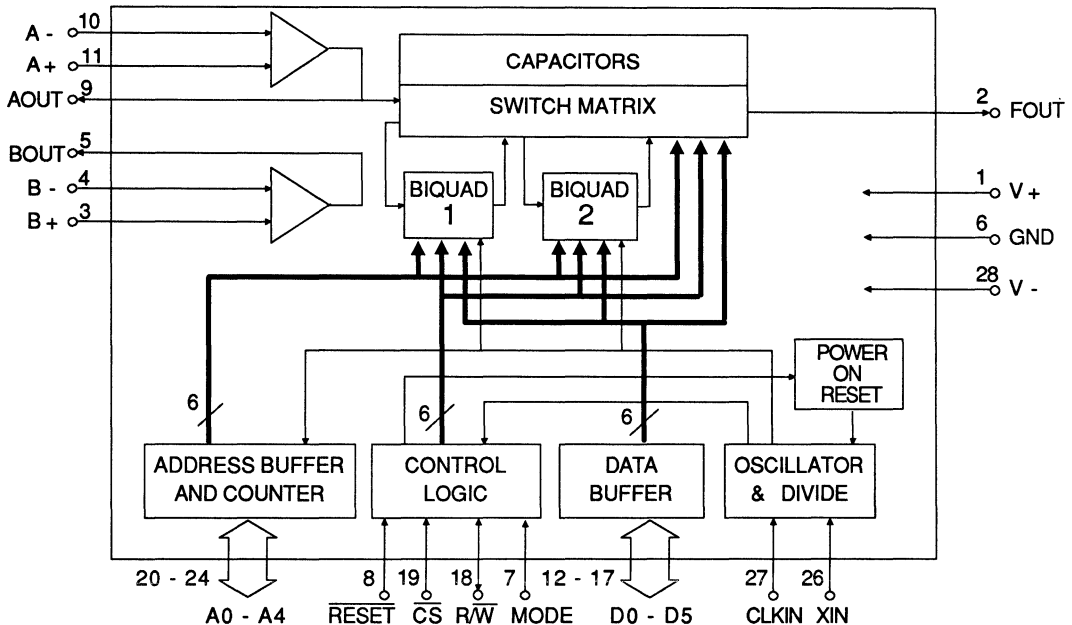 10
A -
11
A +
9
AOUT
5
BOUT
4
B -
3
B +
CAPACITORS
SWITCH MATRIX
BIQUAD
1
BIQUAD
2
2
FOUT
1
V +
6
GND
28
V -
POWER
ON
RESET
6
6
6
ADDRESS BUFFER
AND COUNTER
CONTROL
LOGIC
DATA
BUFFER
OSCILLATOR
& DIVIDE
20 - 24
8
19
18
7
12 - 17
27
26
A0 - A4
RESET
CS
R/W
MODE
D0 - D5
CLKIN
XIN